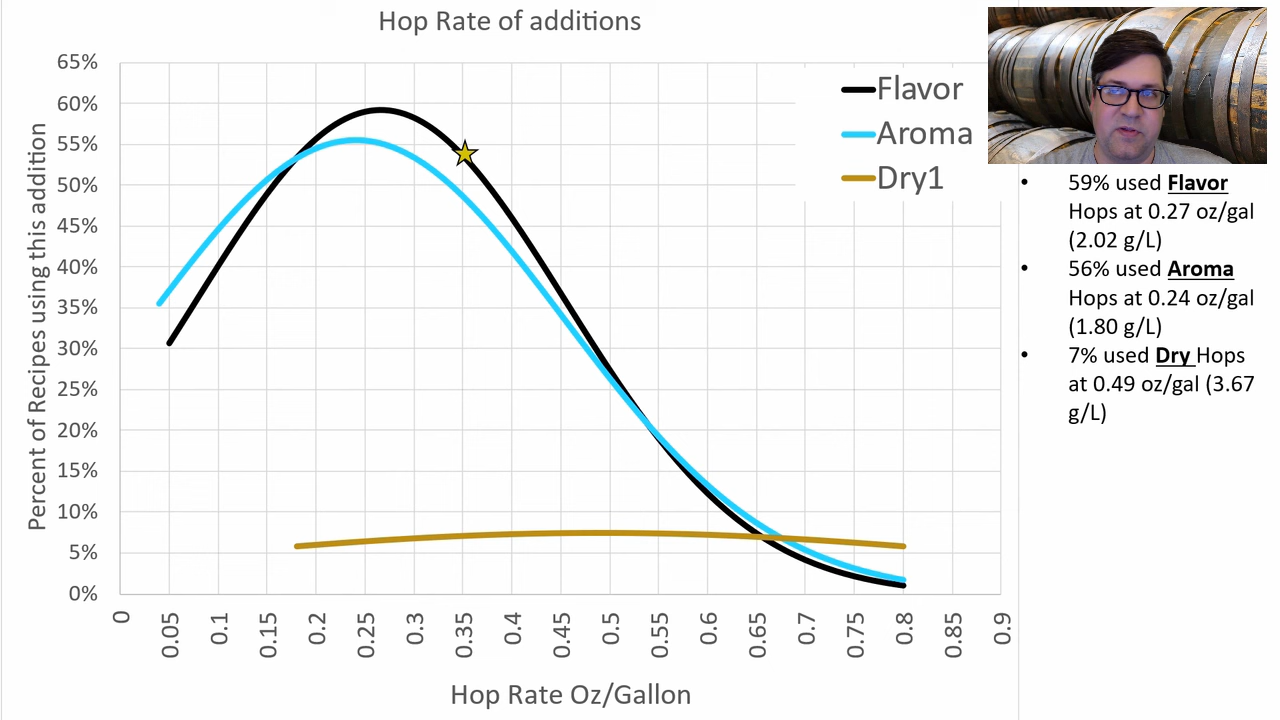 Hop Rate of additions
Percent of Recipes using this addition
65%
60%
55%
50%
45%
40%
35%
30%
25%
20%
15%
10%
5%
0%
0
0.05
0.1
0.15
0.2
0.25
0.3
0.35
0.4
0.45
0.5
0.55
0.6
0.65
0.7
0.75
0.8
0.85
0.9
Hop Rate Oz/Gallon
Flavor
Aroma
Dry1
• 59% used Flavor
Hops at 0.27 oz/gal
(2.02 g/L)
• 56% used Aroma
Hops at 0.24 oz/gal
(1.80 g/L)
• 7% used Dry Hops
at 0.49 oz/gal (3.67
g/L)